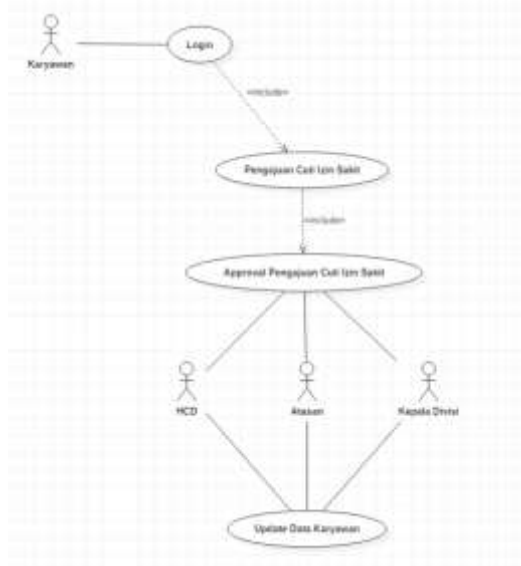 Login
Karyawan
<<include>>
Pengajuan Cuti Izin Sakit
<<include>>
Approval Pengajuan Cuti Izin Sakit
HCD
Atasan
Kepala Divisi
Update Data Karyawan